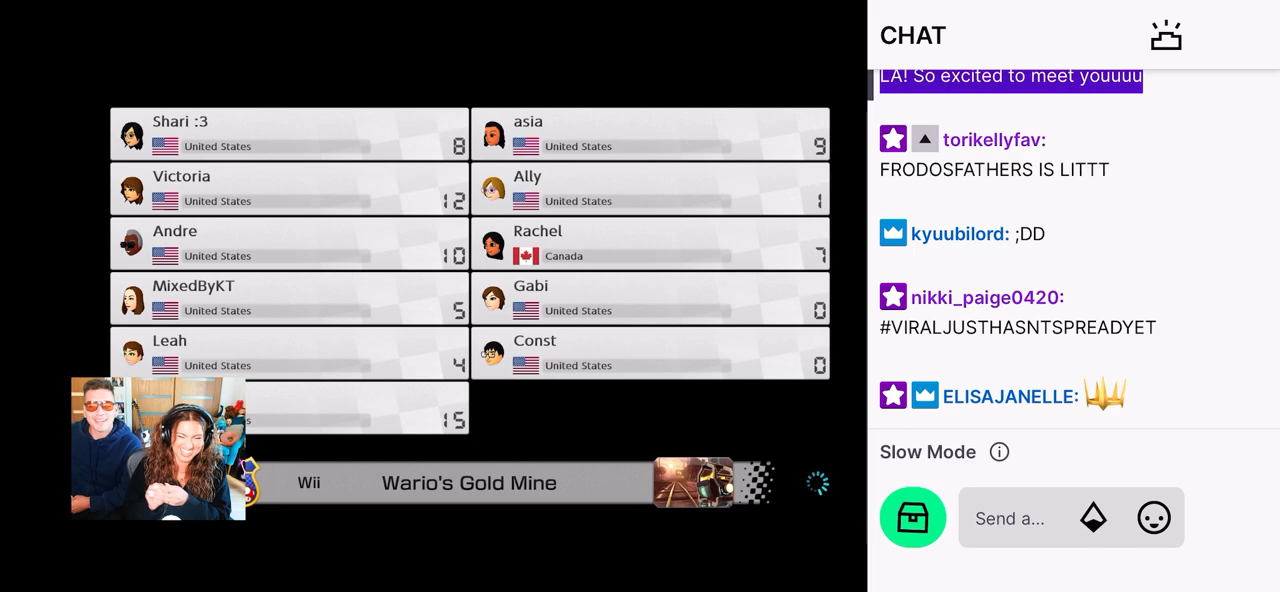 Shari :3
United States
8
asia
United States
9
Victoria
United States
12
Ally
United States
1
Andre
United States
10
Rachel
Canada
7
MixedByKT
United States
5
Gabi
United States
0
Leah
United States
4
Const
United States
0
s
15
Wii
Wario's Gold Mine
CHAT
LA! So excited to meet youuuu
torikellyfav:
FRODOSFATHERS IS LITTT
kyuubilord: ;DD
nikki_paige0420:
#VIRALJUSTHASNTSPREADYET
ELISAJANELLE:
Slow Mode
Send a...